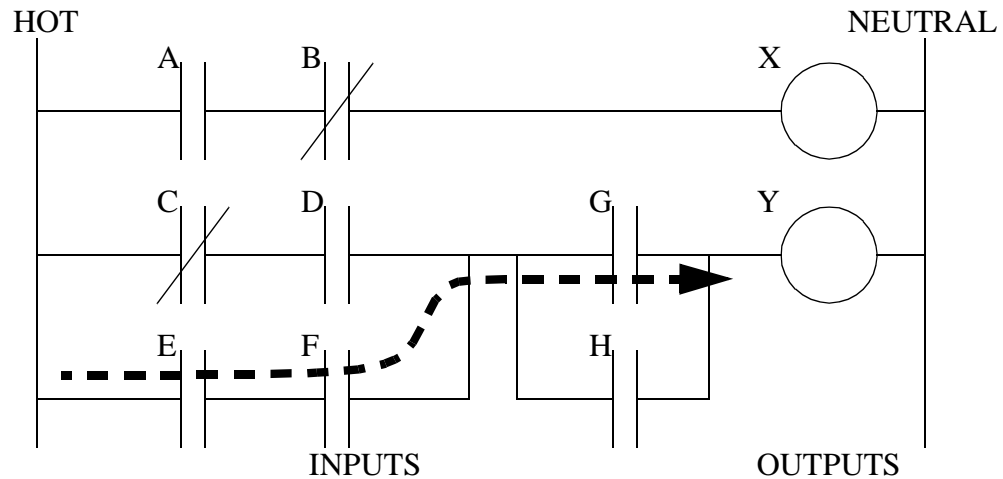 HOT NEUTRAL
A B X
C D G Y
E F H
INPUTS OUTPUTS